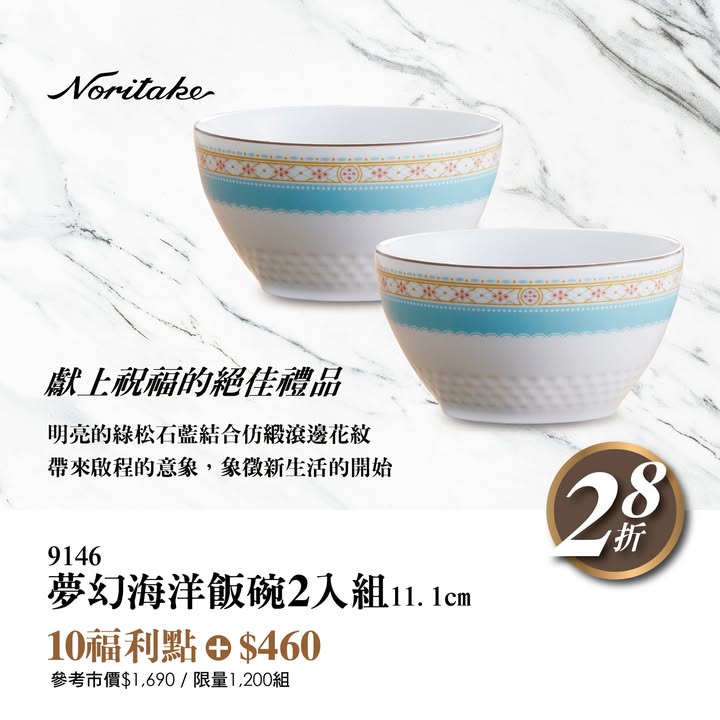 Noritake
獻上祝福的絕佳禮品
明亮的綠松石藍結合仿緞滾邊花紋
帶來啟程的意象，象徵新生活的開始
28折
9146
夢幻海洋飯碗2入組11.1cm
10福利點+$460
參考市價$1,690 / 限量1,200組